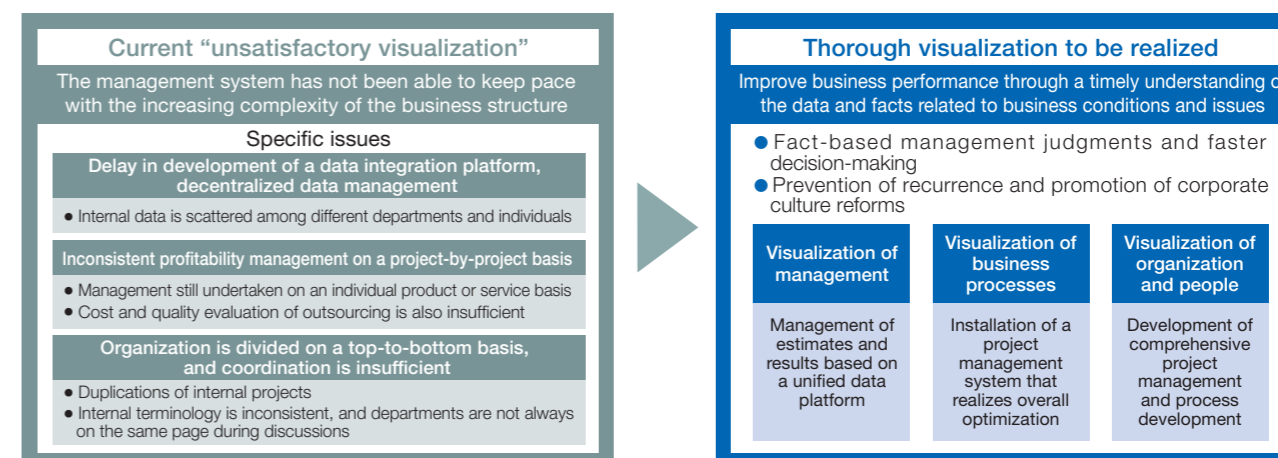 Current “unsatisfactory visualization”
The management system has not been able to keep pace
with the increasing complexity of the business structure
Specific issues
Delay in development of a data integration platform,
decentralized data management
● Internal data is scattered among different departments and individuals
Inconsistent profitability management on a project-by-project basis
● Management still undertaken on an individual product or service basis
● Cost and quality evaluation of outsourcing is also insufficient
Organization is divided on a top-to-bottom basis,
and coordination is insufficient
● Duplications of internal projects
● Internal terminology is inconsistent, and departments are not always
on the same page during discussions
Thorough visualization to be realized
Improve business performance through a timely understanding
the data and facts related to business conditions and issues
● Fact-based management judgments and faster
decision-making
● Prevention of recurrence and promotion of corporate
culture reforms
Visualization of
management
Management of
estimates and
results based on
a unified data
platform
Visualization of
business
processes
Installation of a
project
management
system that
realizes overall
optimization
Visualization of
organization
and people
Development of
comprehensive
project
management
and process
development